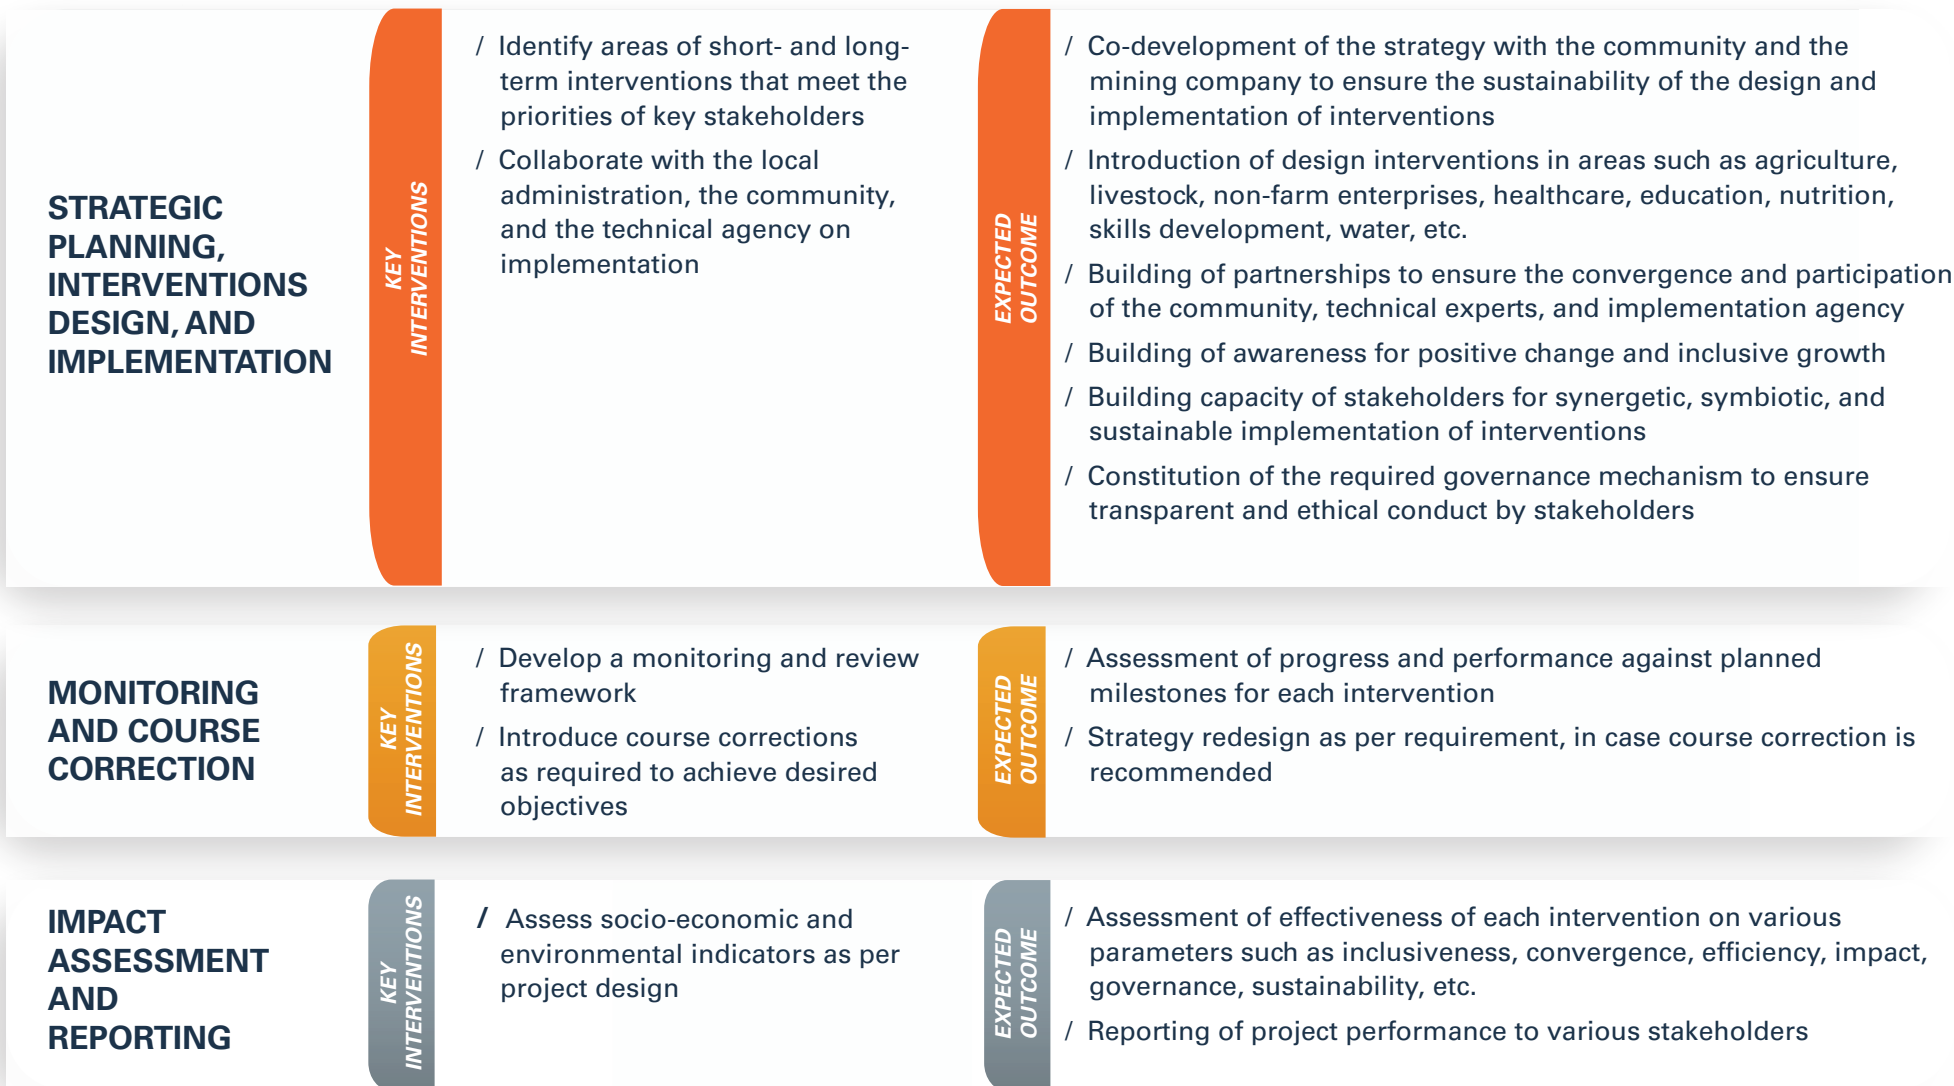 STRATEGIC
PLANNING,
INTERVENTIONS
DESIGN, AND
IMPLEMENTATION
KEY
INTERVENTIONS
/ Identify areas of short- and long-
term interventions that meet the
priorities of key stakeholders
/ Collaborate with the local
administration, the community,
and the technical agency on
implementation
EXPECTED
OUTCOME
/ Co-development of the strategy with the community and the
mining company to ensure the sustainability of the design and
implementation of interventions
/ Introduction of design interventions in areas such as agriculture,
livestock, non-farm enterprises, healthcare, education, nutrition,
skills development, water, etc.
/ Building of partnerships to ensure the convergence and participation
of the community, technical experts, and implementation agency
/ Building of awareness for positive change and inclusive growth
/ Building capacity of stakeholders for synergetic, symbiotic, and
sustainable implementation of interventions
/ Constitution of the required governance mechanism to ensure
transparent and ethical conduct by stakeholders
MONITORING
AND COURSE
CORRECTION
KEY
INTERVENTIONS
/ Develop a monitoring and review
framework
/ Introduce course corrections
as required to achieve desired
objectives
EXPECTED
OUTCOME
/ Assessment of progress and performance against planned
milestones for each intervention
/ Strategy redesign as per requirement, in case course correction is
recommended
IMPACT
ASSESSMENT
AND
REPORTING
KEY
INTERVENTIONS
/ Assess socio-economic and
environmental indicators as per
project design
EXPECTED
OUTCOME
/ Assessment of effectiveness of each intervention on various
parameters such as inclusiveness, convergence, efficiency, impact,
governance, sustainability, etc.
/ Reporting of project performance to various stakeholders